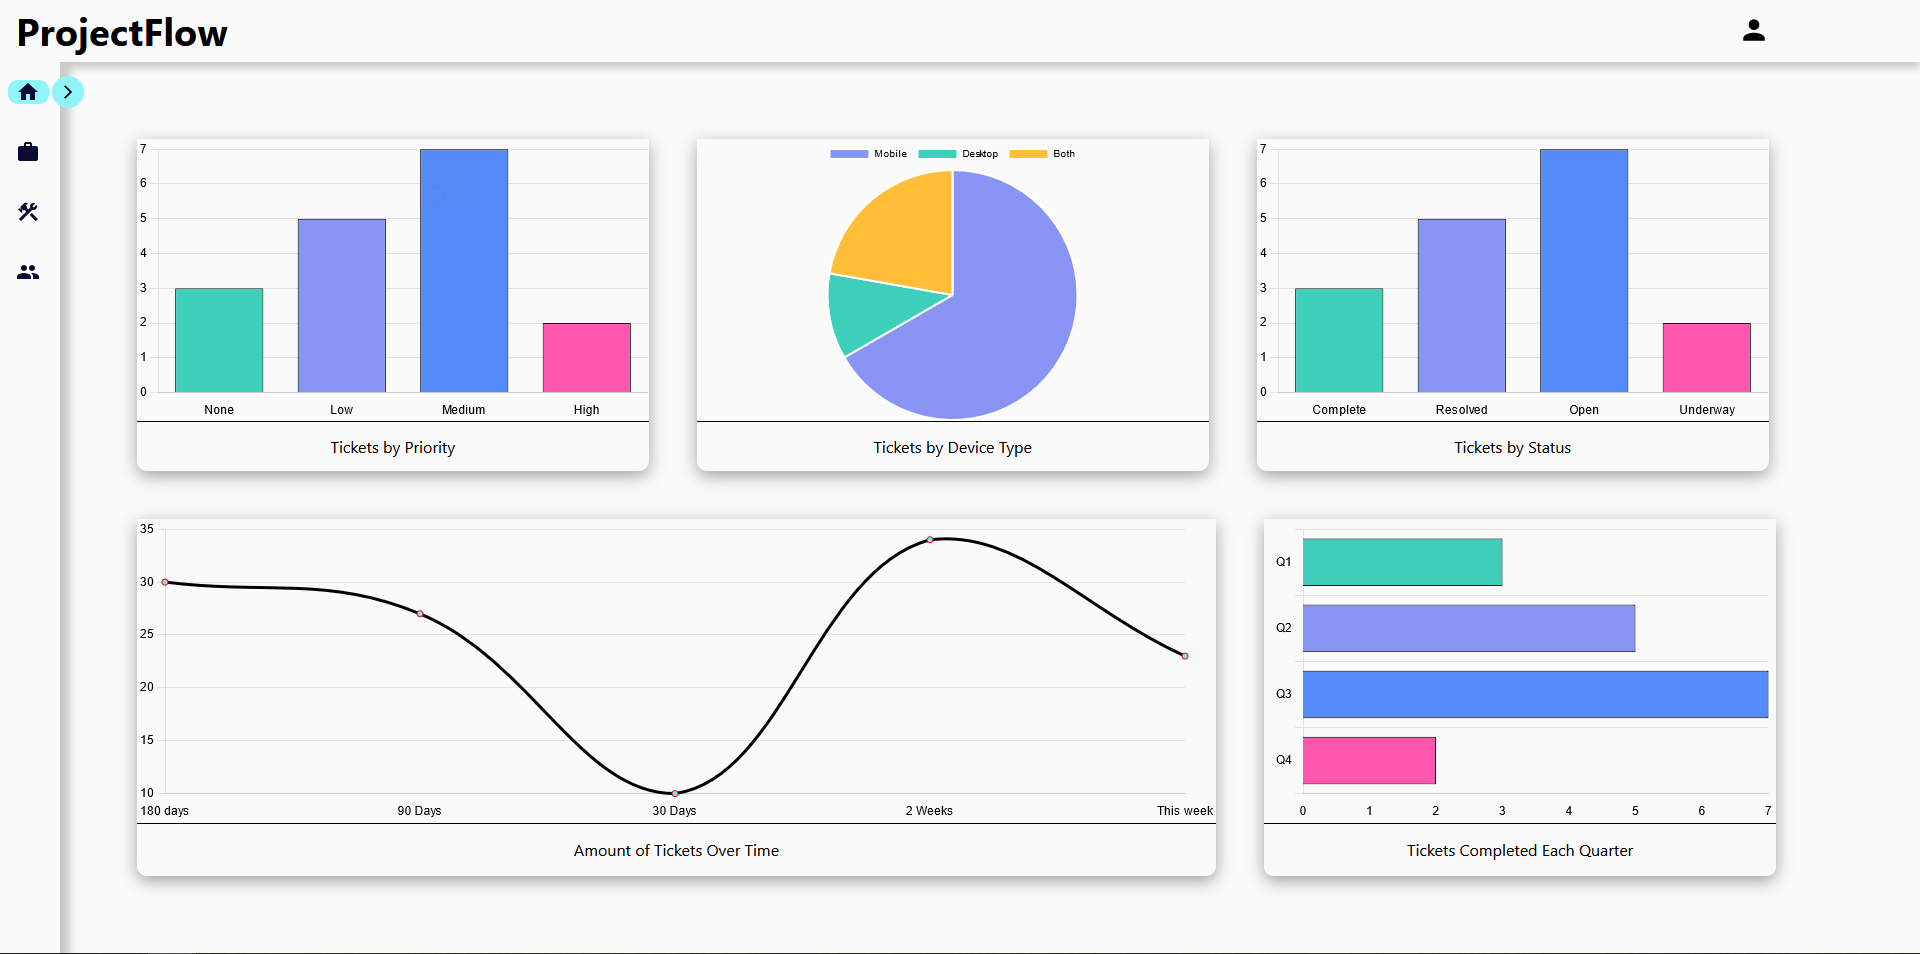 ProjectFlow
7
6
5
4
3
2
1
0
None Low Medium High
Tickets by Priority
Mobile Desktop Both
Tickets by Device Type
7
6
5
4
3
2
1
0
Complete Resolved Open Underway
Tickets by Status
35
30
25
20
15
10
180 days 90 Days 30 Days 2 Weeks This week
Amount of Tickets Over Time
Q1
Q2
Q3
Q4
0 1 2 3 4 5 6 7
Tickets Completed Each Quarter